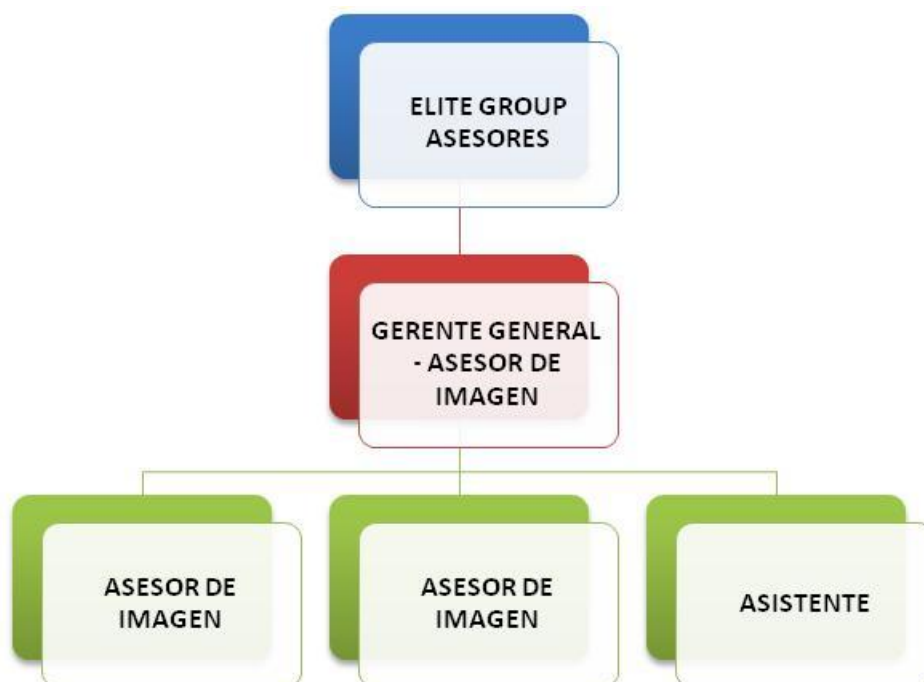 ELITE GROUP
ASESORES
GERENTE GENERAL
- ASESOR DE
IMAGEN
ASESOR DE
IMAGEN
ASESOR DE
IMAGEN
ASISTENTE